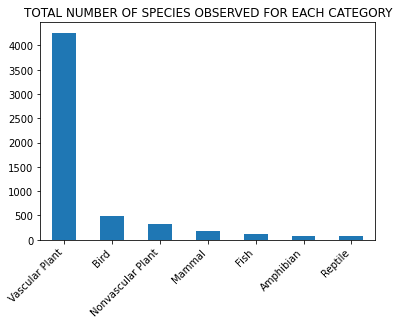 TOTAL NUMBER OF SPECIES OBSERVED FOR EACH CATEGORY
4000
3500
3000
2500
2000
1500
1000
500
0
Vascular Plant
Bird
Nonvascular Plant
Mammal
Fish
Amphibian
Reptile